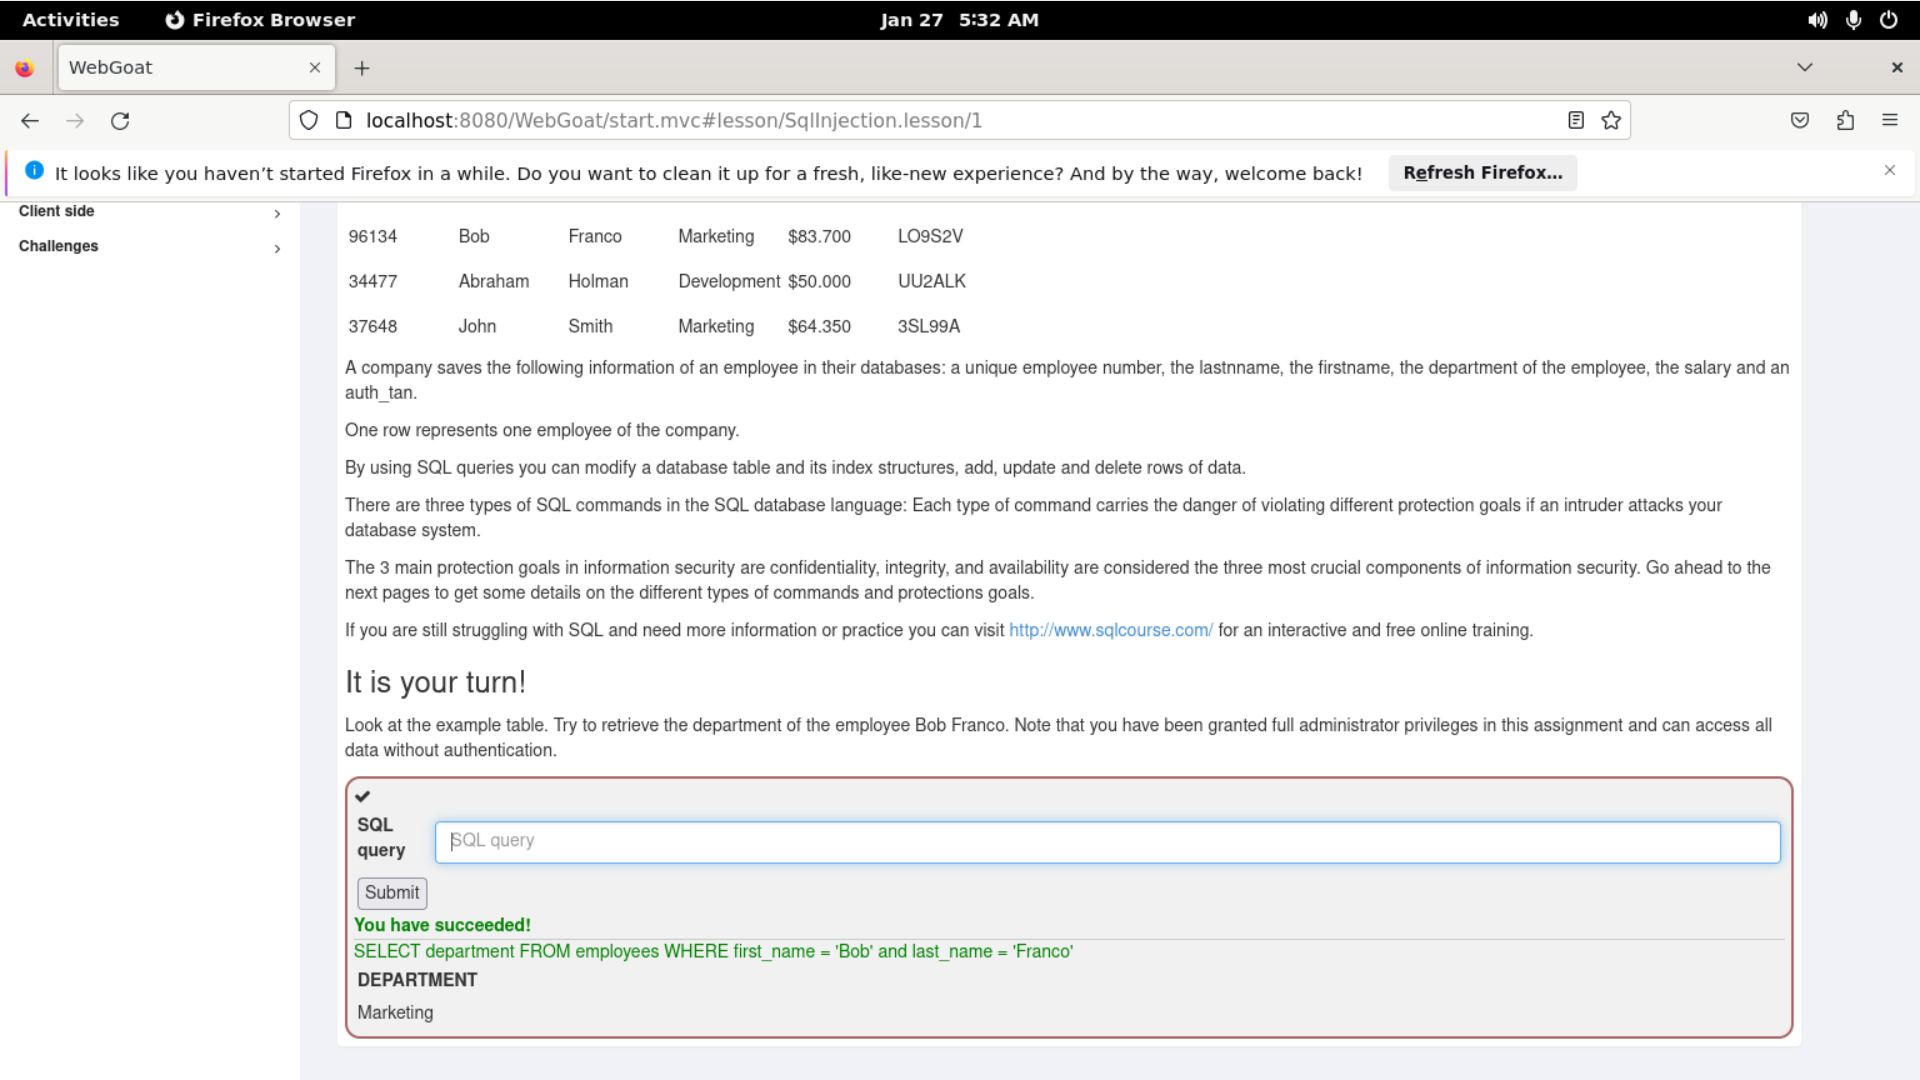 Activities Firefox Browser Jan 27 5:32 AM
WebGoat
localhost:8080/WebGoat/start.mvc#lesson/SqlInjection.lesson/1
It looks like you haven’t started Firefox in a while. Do you want to clean it up for a fresh, like-new experience? And by the way, welcome back! Refresh Firefox...
Client side
Challenges
96134 Bob Franco Marketing $83.700 LO9S2V
34477 Abraham Holman Development $50.000 UU2ALK
37648 John Smith Marketing $64.350 3SL99A
A company saves the following information of an employee in their databases: a unique employee number, the lastnname, the firstname, the department of the employee, the salary and an
auth_tan.
One row represents one employee of the company.
By using SQL queries you can modify a database table and its index structures, add, update and delete rows of data.
There are three types of SQL commands in the SQL database language: Each type of command carries the danger of violating different protection goals if an intruder attacks your
database system.
The 3 main protection goals in information security are confidentiality, integrity, and availability are considered the three most crucial components of information security. Go ahead to the
next pages to get some details on the different types of commands and protections goals.
If you are still struggling with SQL and need more information or practice you can visit http://www.sqlcourse.com/ for an interactive and free online training.
It is your turn!
Look at the example table. Try to retrieve the department of the employee Bob Franco. Note that you have been granted full administrator privileges in this assignment and can access all
data without authentication.
SQL
query
SQL query
Submit
You have succeeded!
SELECT department FROM employees WHERE first_name = 'Bob' and last_name = 'Franco'
DEPARTMENT
Marketing